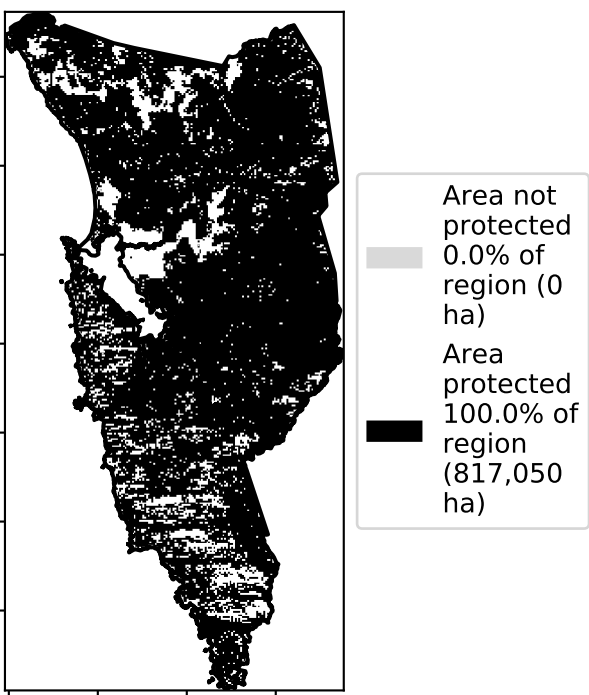 Area not
protected
0.0% of
region (0
ha)
Area
protected
100.0% of
region
(817,050
ha)